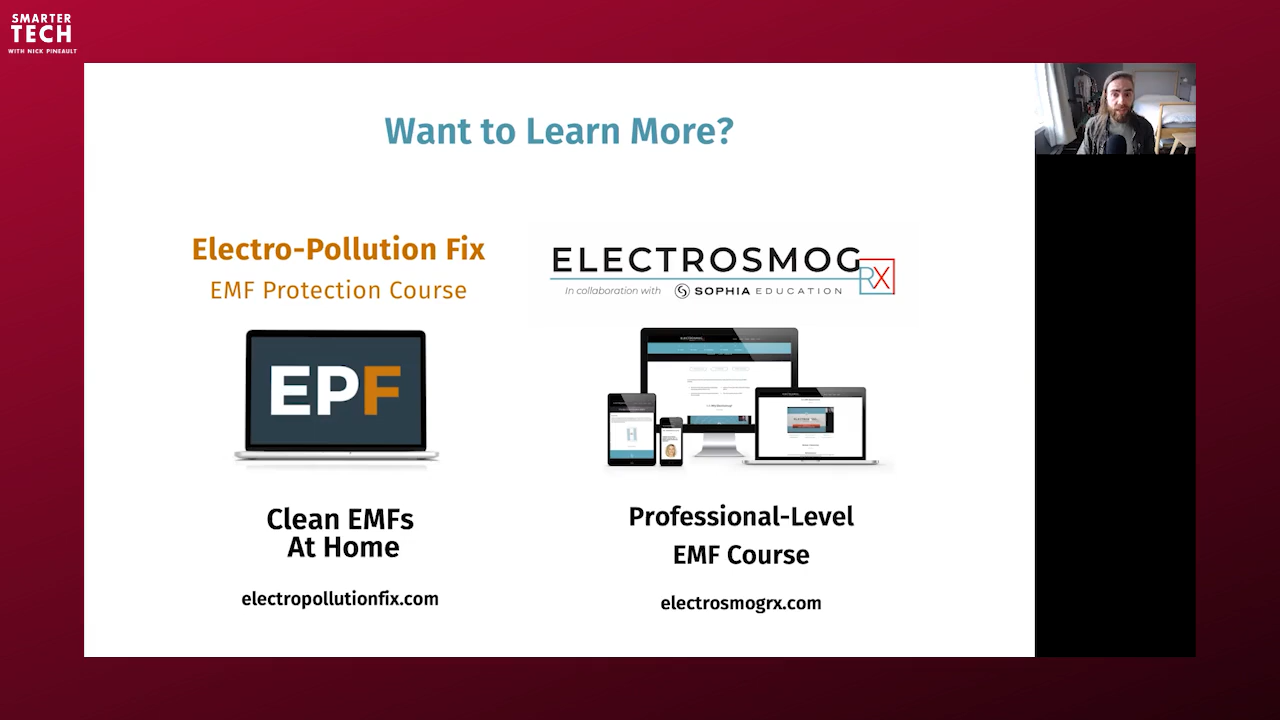 SMARTER
TECH
WITH NICK PINEAULT
Want to Learn More?
Electro-Pollution Fix
EMF Protection Course
EPF
Clean EMFs
At Home
electropollutionfix.com
ELECTROSMOG
RX
In collaboration with SOPHIA EDUCATION
Professional-Level
EMF Course
electrosmogrx.com